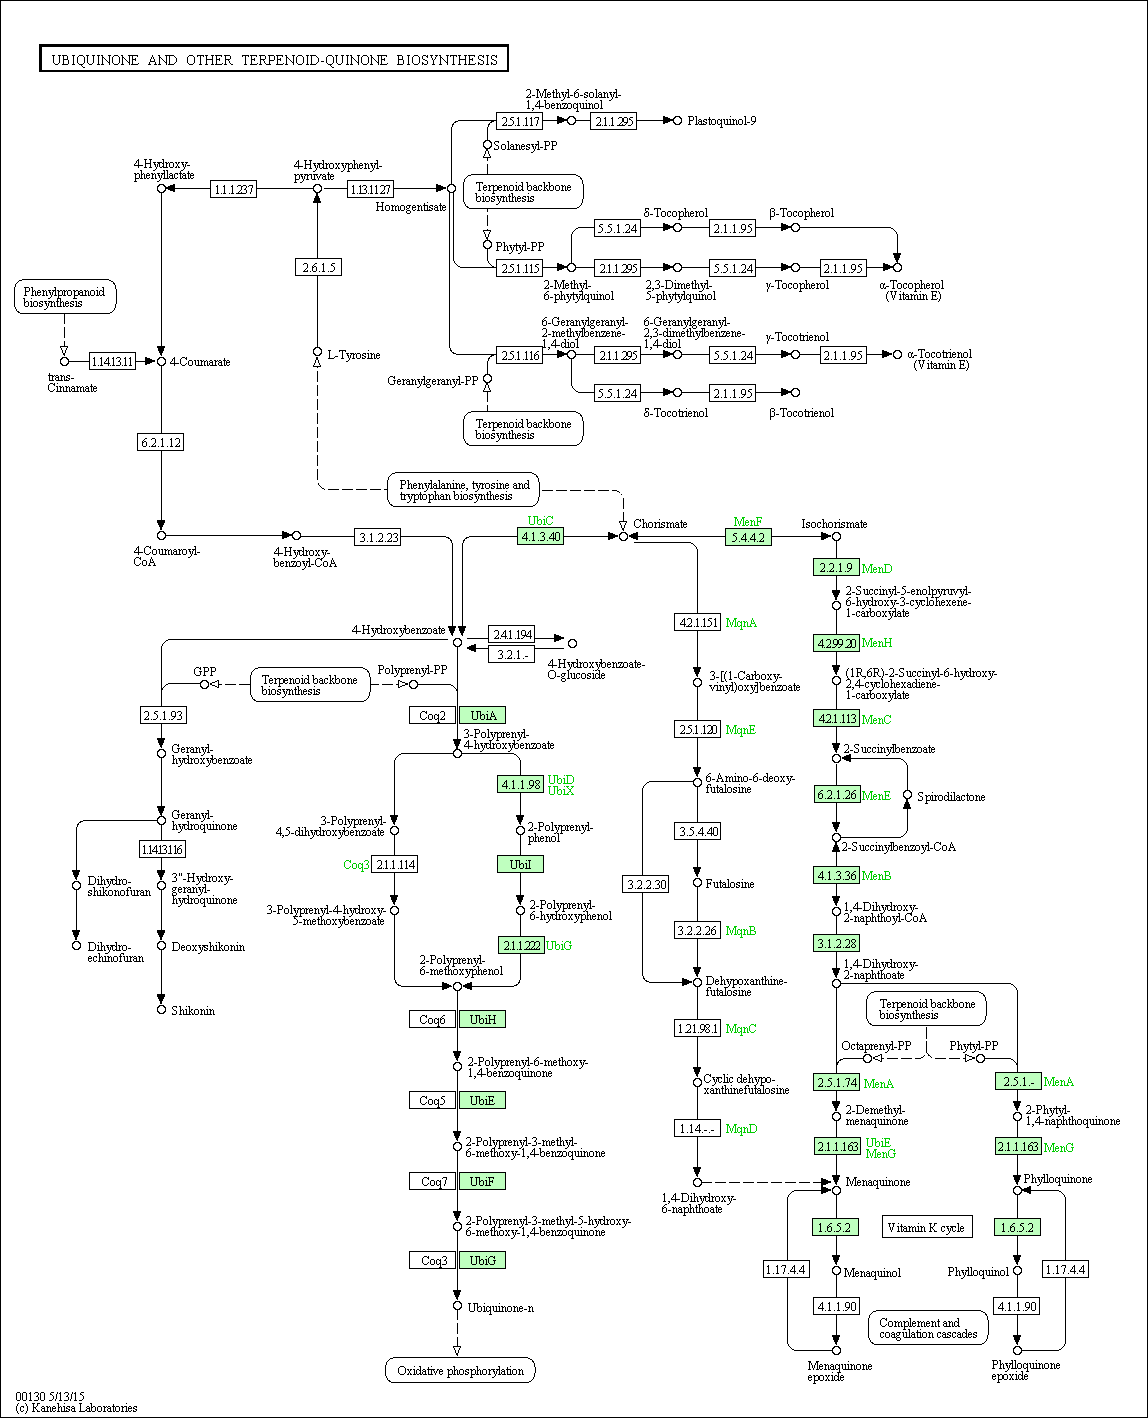 UBIQUINONE AND OTHER TERPENOID-QUINONE BIOSYNTHESIS
2-Methyl-6-solanyl-
1,4-benzoquinol
2.5.1.117
2.1.1.295
Plastoquinol-9
Solanesyl-PP
4-Hydroxy-
phenyllactate
4-Hydroxyphenyl-
pyruvate
1.1.1.237
1.13.11.27
Homogentisate
Terpenoid backbone
biosynthesis
δ-Tocopherol
β-Tocopherol
5.5.1.24
2.1.1.95
Phytyl-PP
2.6.1.5
2.5.1.115
2.1.1.295
5.5.1.24
2.1.1.95
2-Methyl-
6-phytylquinol
2,3-Dimethyl-
5-phytylquinol
γ-Tocopherol
α-Tocopherol
(Vitamin E)
Phenylpropanoid
biosynthesis
6-Geranylgeranyl-
2-methylbenzene-
1,4-diol
6-Geranylgeranyl-
2,3-dimethylbenzene-
1,4-diol
γ-Tocotrienol
2.5.1.116
2.1.1.295
5.5.1.24
2.1.1.95
α-Tocotrienol
(Vitamin E)
1.14.13.11
4-Coumarate
L-Tyrosine
trans-
Cinnamate
Geranylgeranyl-PP
5.5.1.24
2.1.1.95
δ-Tocotrienol
β-Tocotrienol
Terpenoid backbone
biosynthesis
6.2.1.12
Phenylalanine, tyrosine and
tryptophan biosynthesis
UbiC
Chorismate
MenF
Isochorismate
4-Coumaroyl-
CoA
4-Hydroxy-
benzoyl-CoA
3.1.2.23
4.1.3.40
5.4.4.2
2.2.1.9
MenD
2-Succinyl-5-enolpyruvyl-
6-hydroxy-3-cyclohexene-
1-carboxylate
4.2.1.151
MqnA
4-Hydroxybenzoate
2.4.1.194
3.2.1.-
4-Hydroxybenzoate-
O-glucoside
4.2.99.20
MenH
GPP
Terpenoid backbone
biosynthesis
Polyprenyl-PP
3-[(1-Carboxy-
vinyl)oxy]benzoate
(1R,6R)-2-Succinyl-6-hydroxy-
2,4-cyclohexadiene-
1-carboxylate
2.5.1.93
Coq2
UbiA
2.5.1.120
MqnE
4.2.1.113
MenC
Geranyl-
hydroxybenzoate
3-Polyprenyl-
4-hydroxybenzoate
2-Succinylbenzoate
4.1.1.98
UbiD
UbiX
6-Amino-6-deoxy-
futalosine
6.2.1.26
MenE
Spirodilactone
Geranyl-
hydroquinone
3-Polyprenyl-
4,5-dihydroxybenzoate
2-Polyprenyl-
phenol
3.5.4.40
2-Succinylbenzoyl-CoA
1.14.13.116
Coq3
2.1.1.114
UbiI
3.2.2.30
Futalosine
4.1.3.36
MenB
Dihydro-
shikonofuran
3"-Hydroxy-
geranyl-
hydroquinone
3-Polyprenyl-4-hydroxy-
5-methoxybenzoate
2-Polyprenyl-
6-hydroxyphenol
1,4-Dihydroxy-
2-naphthoyl-CoA
3.2.2.26
MqnB
Dihydro-
echinofuran
Deoxyshikonin
2.1.1.222
UbiG
3.1.2.28
2-Polyprenyl-
6-methoxyphenol
Dehypoxanthine-
futalosine
1,4-Dihydroxy-
2-naphthoate
Shikonin
Coq6
UbiH
1.21.98.1
MqnC
Terpenoid backbone
biosynthesis
2-Polyprenyl-6-methoxy-
1,4-benzoquinone
Octaprenyl-PP
Phytyl-PP
Cyclic dehypo-
xanthinefutalosine
2.5.1.74
MenA
2.5.1.-
MenA
Coq5
UbiE
2-Demethyl-
menaquinone
2-Phytyl-
1,4-naphthoquinone
1.14.-.-
MqnD
2-Polyprenyl-3-methyl-
6-methoxy-1,4-benzoquinone
2.1.1.163
UbiE
MenG
2.1.1.163
MenG
Coq7
UbiF
1,4-Dihydroxy-
6-naphthoate
Menaquinone
Phylloquinone
2-Polyprenyl-3-methyl-5-hydroxy-
6-methoxy-1,4-benzoquinone
1.6.5.2
Vitamin K cycle
1.6.5.2
Coq3
UbiG
1.17.4.4
Menaquinol
Phylloquinol
1.17.4.4
Ubiquinone-n
4.1.1.90
4.1.1.90
Complement and
coagulation cascades
Oxidative phosphorylation
Menaquinone
epoxide
Phylloquinone
epoxide
00130 5/13/15
(c) Kanehisa Laboratories